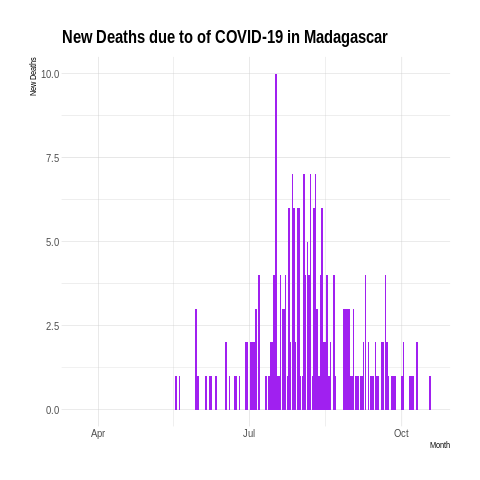 New Deaths due to of COVID-19 in Madagascar
New Deaths
10.0
7.5
5.0
2.5
0.0
Apr Jul Oct
Month